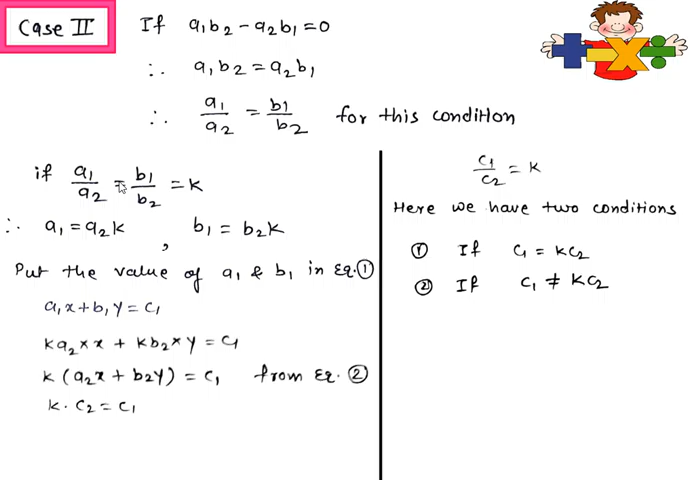 Case II
If a₁b₂ - a₂b₁ = 0
∴ a₁b₂ = a₂b₁
∴ a₁/a₂ = b₁/b₂ for this condition
if a₁/a₂ = b₁/b₂ = k
∴ a₁ = a₂k , b₁ = b₂k
Put the value of a₁ & b₁ in Eq.①
a₁x + b₁y = c₁
ka₂×x + kb₂×y = c₁
k(a₂x + b₂y) = c₁ from Eq.②
k·c₂ = c₁
c₁/c₂ = k
Here we have two conditions
① If c₁ = kc₂
② If c₁ ≠ kc₂